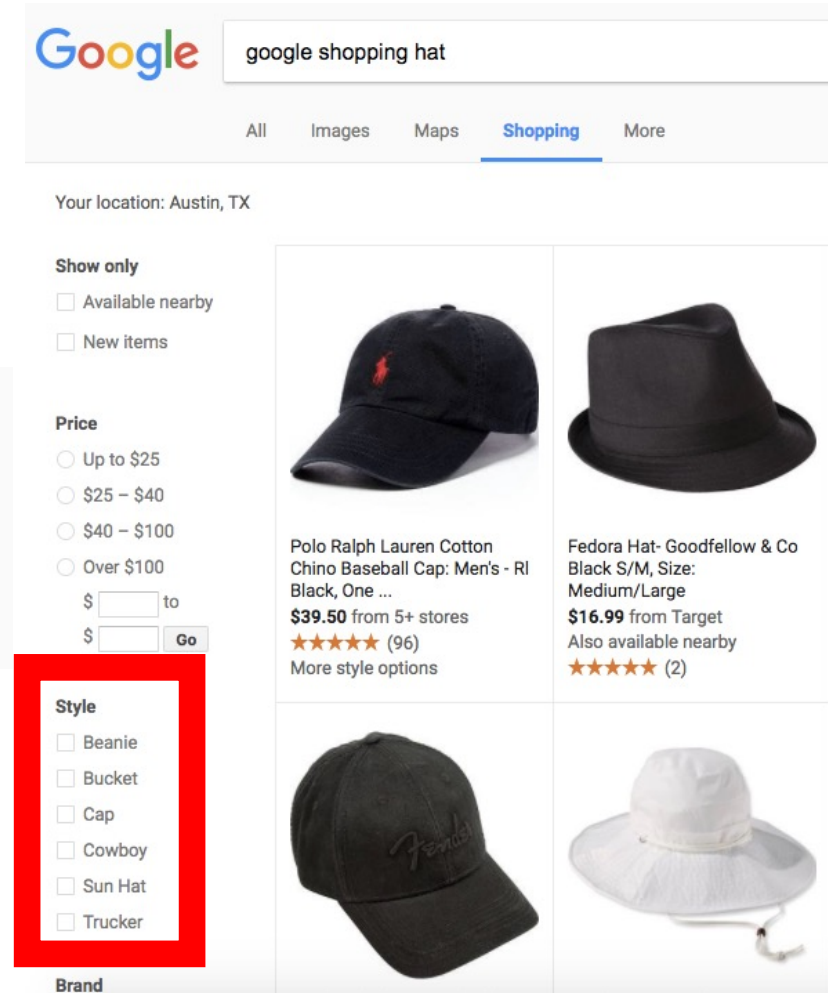 Google
google shopping hat
All Images Maps Shopping More
Your location: Austin, TX
Show only
Available nearby
New items
Price
Up to $25
$25 – $40
$40 – $100
Over $100
$ to
$ Go
Style
Beanie
Bucket
Cap
Cowboy
Sun Hat
Trucker
Brand
Polo Ralph Lauren Cotton
Chino Baseball Cap: Men's - Rl
Black, One ...
$39.50 from 5+ stores
★★★★★ (96)
More style options
Fedora Hat- Goodfellow & Co
Black S/M, Size:
Medium/Large
$16.99 from Target
Also available nearby
★★★★★ (2)
Fender